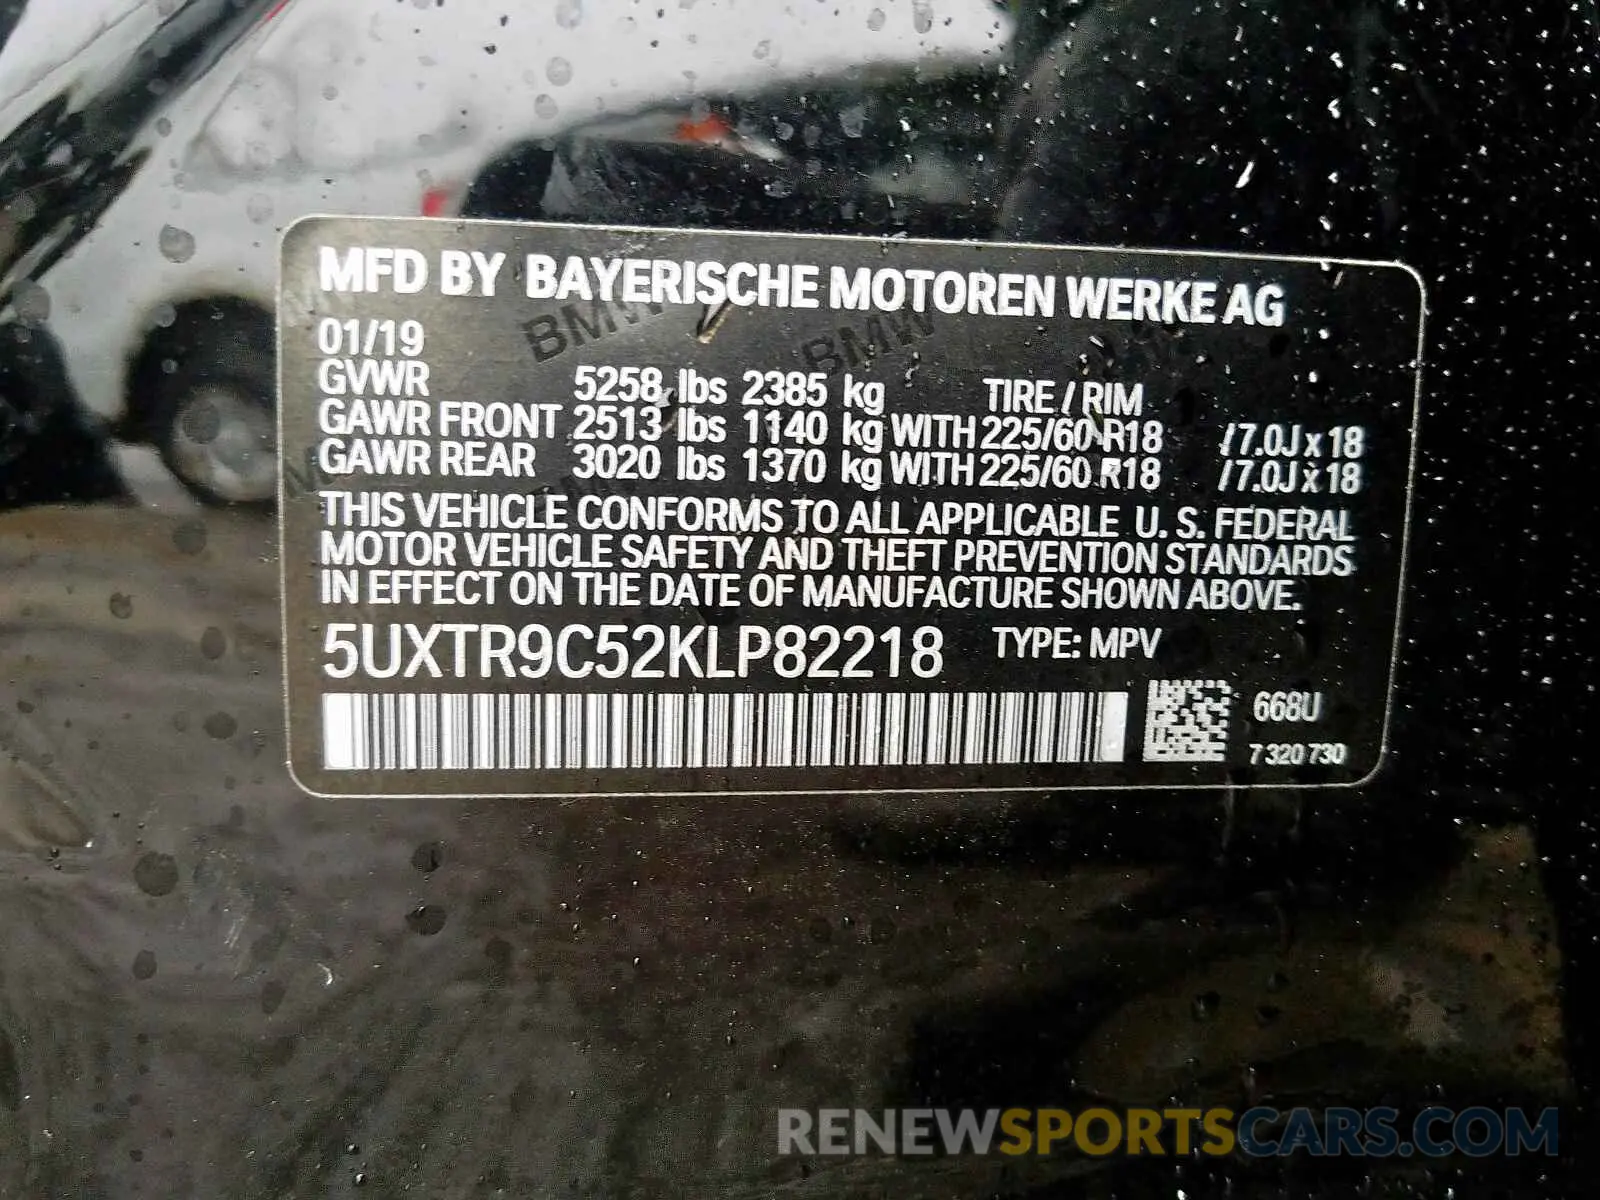 MFD BY BAYERISCHE MOTOREN WERKE AG
01/19
GVWR 5258 lbs 2385 kg TIRE / RIM
GAWR FRONT 2513 lbs 1140 kg WITH 225/60 R18 /7.0J x 18
GAWR REAR 3020 lbs 1370 kg WITH 225/60 R18 /7.0J x 18
THIS VEHICLE CONFORMS TO ALL APPLICABLE U. S. FEDERAL
MOTOR VEHICLE SAFETY AND THEFT PREVENTION STANDARDS
IN EFFECT ON THE DATE OF MANUFACTURE SHOWN ABOVE.
5UXTR9C52KLP82218 TYPE: MPV
668U
7 320 730
BMW BMW
RENEWSPORTSCARS.COM